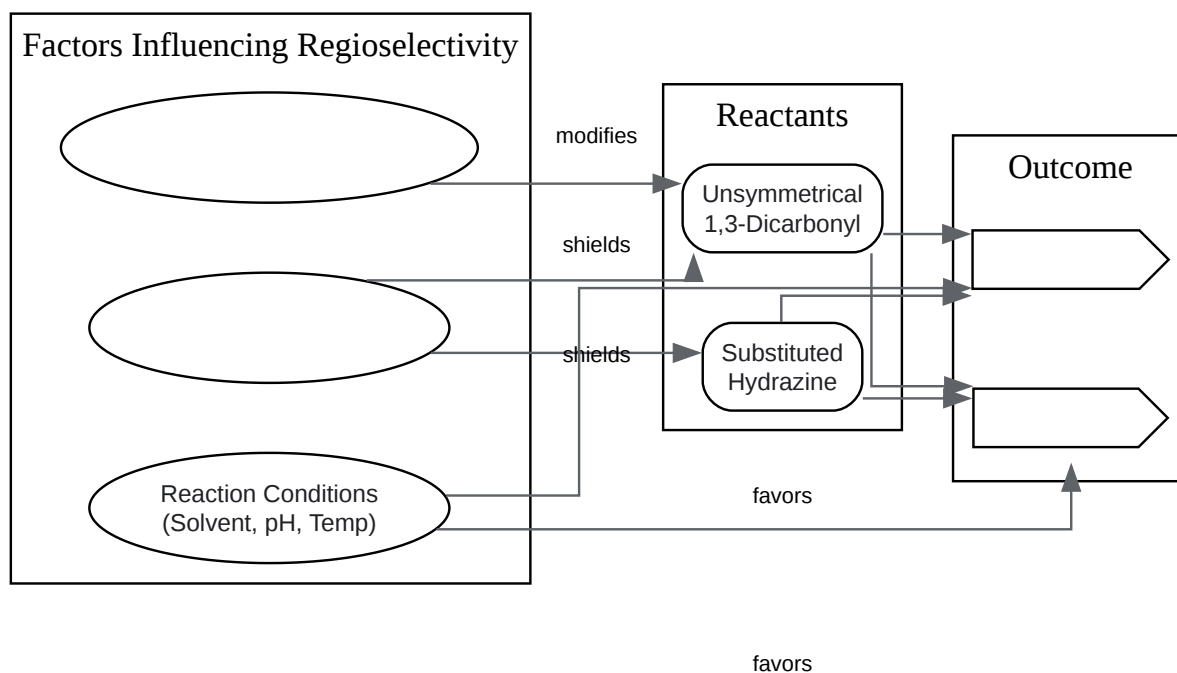 Factors Influencing Regioselectivity
modifies
shields
shields
Reaction Conditions
(Solvent, pH, Temp)
Reactants
Unsymmetrical
1,3-Dicarbonyl
Substituted
Hydrazine
Outcome
favors
favors